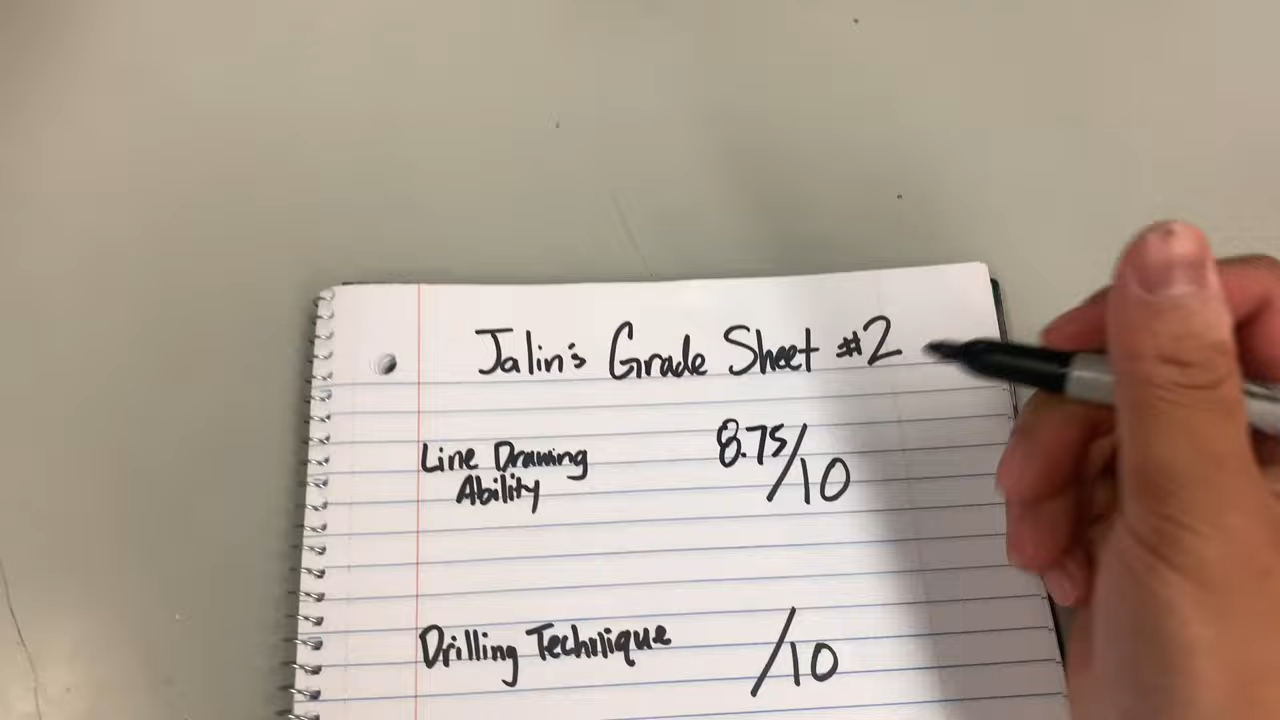 Jalin's Grade Sheet #2
Line Drawing 8.75/10
Ability
Drilling Technique /10